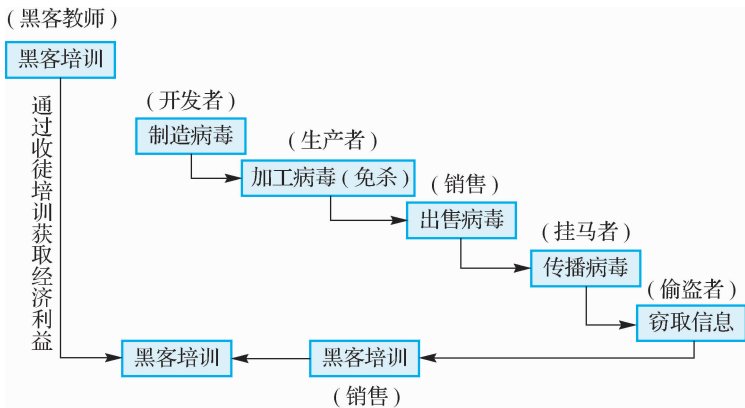 (黑客教师)
黑客培训
通过收徒培训获取经济利益
(开发者)
制造病毒
(生产者)
加工病毒(免杀)
(销售)
出售病毒
(挂马者)
传播病毒
(偷盗者)
窃取信息
黑客培训
黑客培训
(销售)